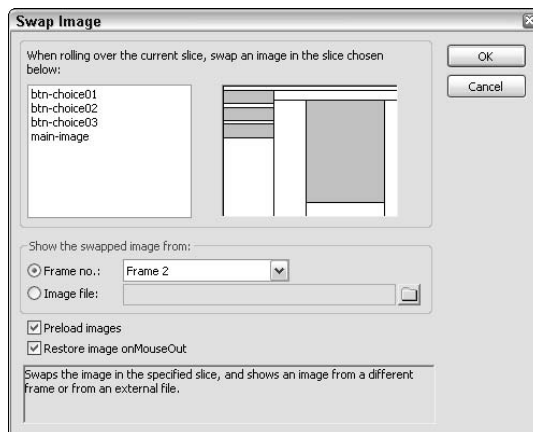 Swap Image
When rolling over the current slice, swap an image in the slice chosen
below:
OK
Cancel
btn-choice01
btn-choice02
btn-choice03
main-image
Show the swapped image from:
Frame no.: Frame 2
Image file:
Preload images
Restore image onMouseOut
Swaps the image in the specified slice, and shows an image from a different
frame or from an external file.